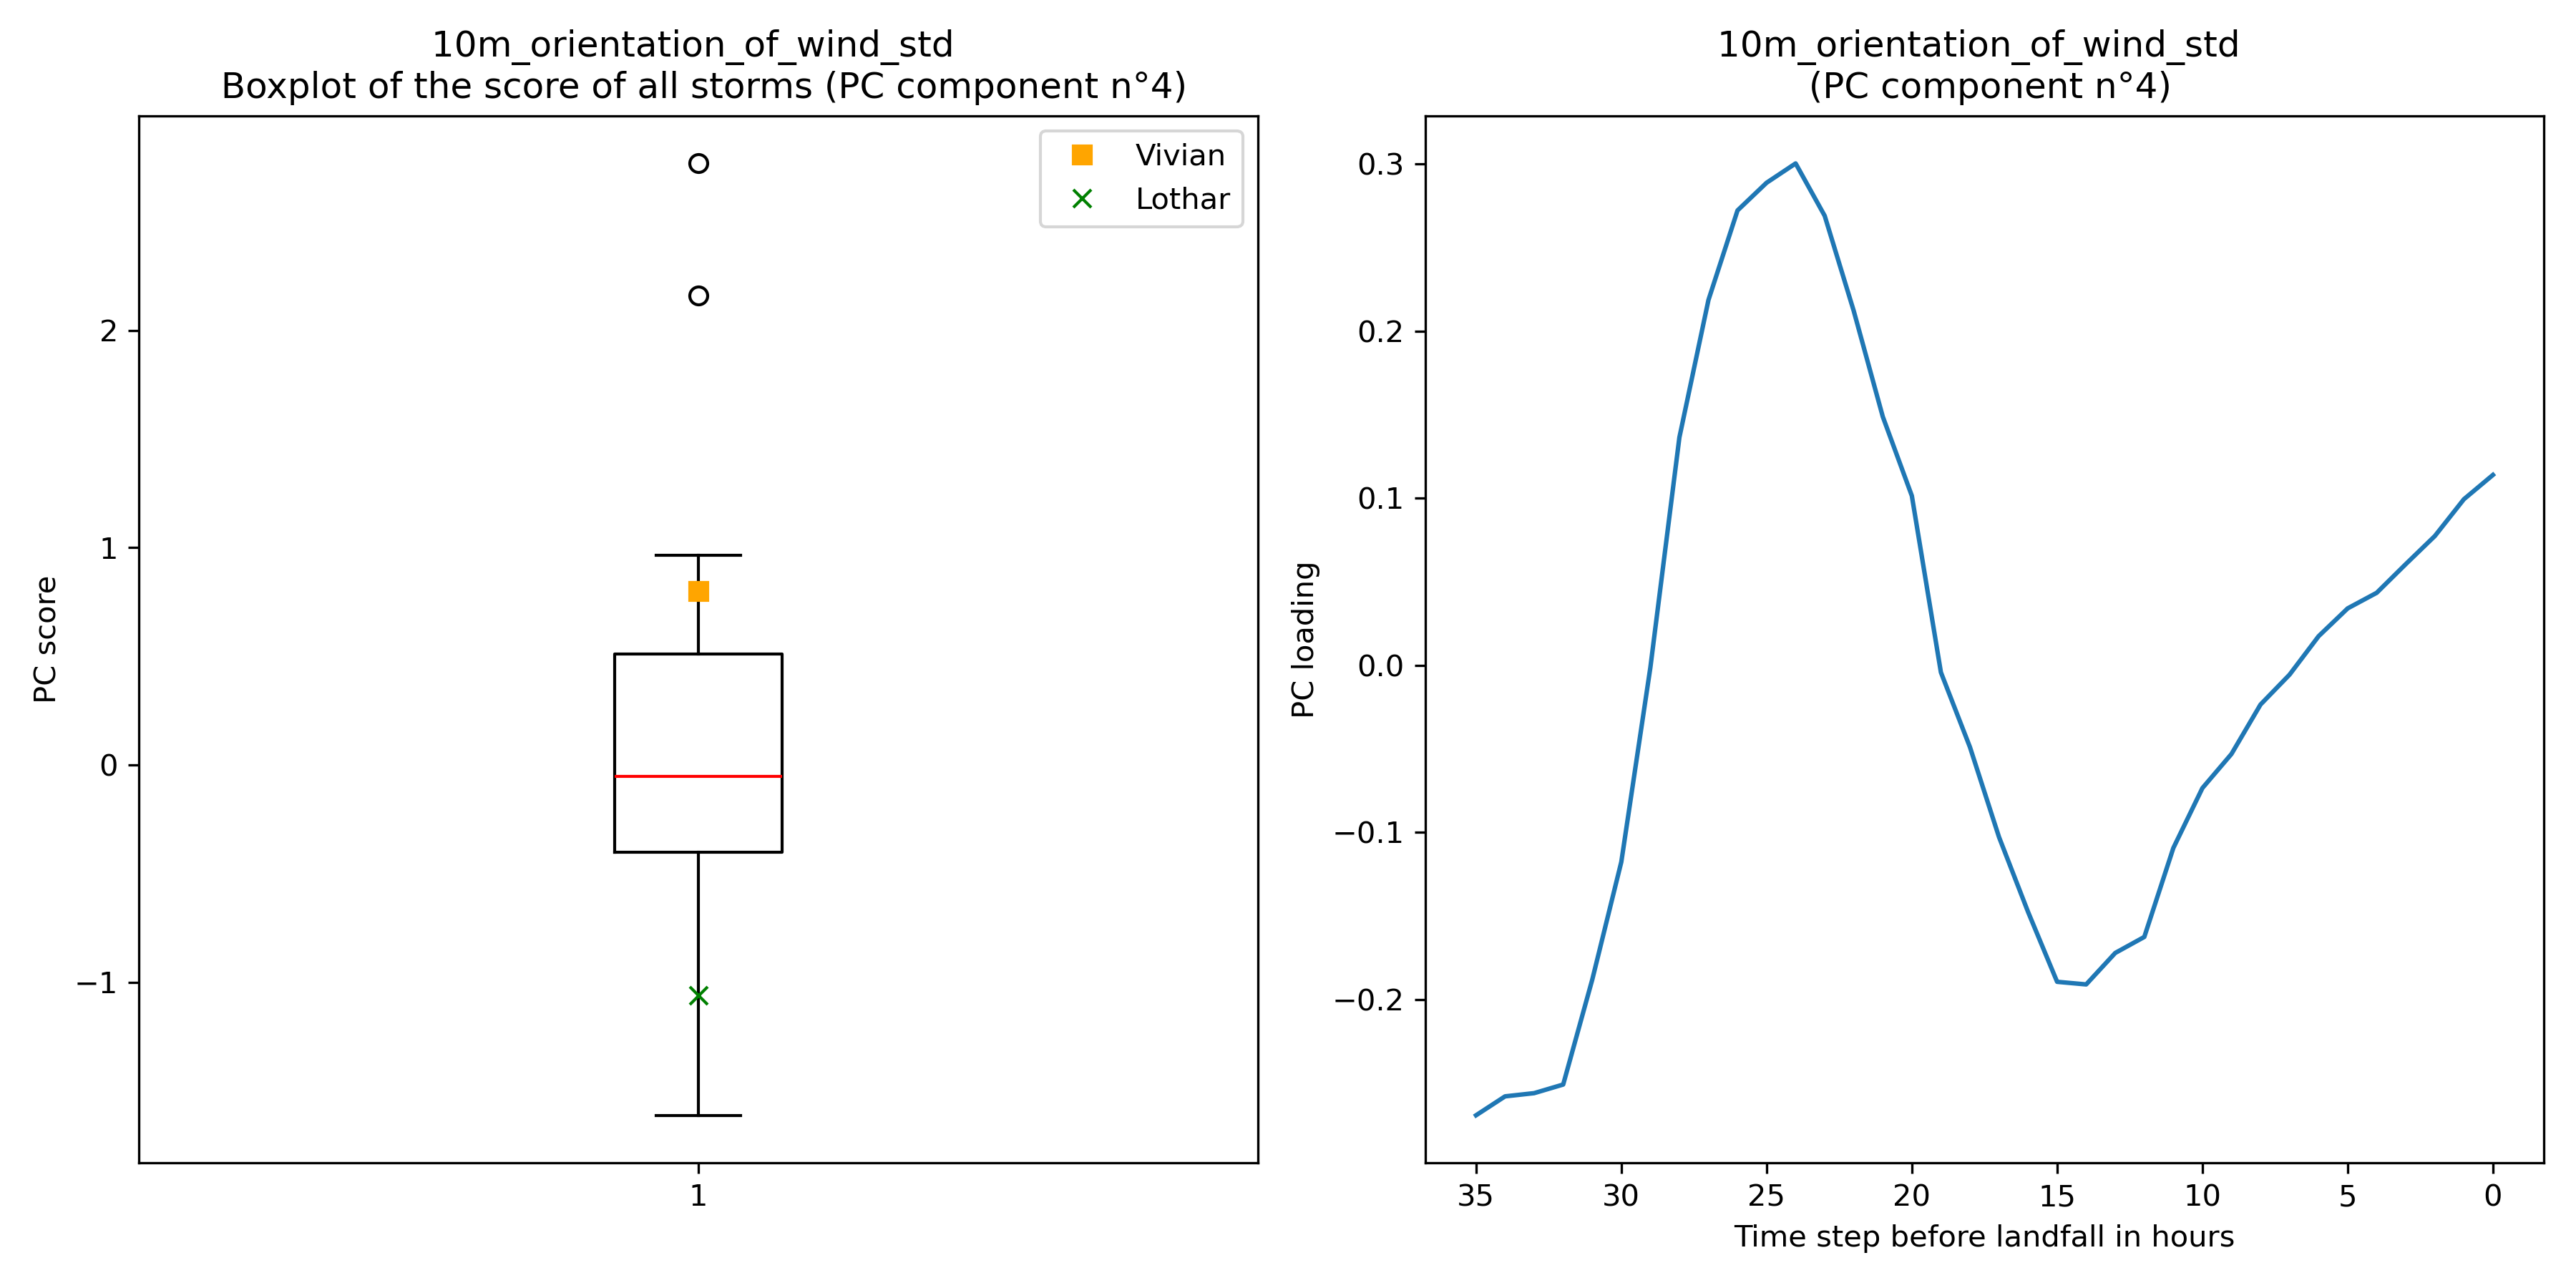 10m_orientation_of_wind_std
Boxplot of the score of all storms (PC component n°4)
Vivian
Lothar
PC score
2
1
0
−1
1
10m_orientation_of_wind_std
(PC component n°4)
PC loading
0.3
0.2
0.1
0.0
−0.1
−0.2
35 30 25 20 15 10 5 0
Time step before landfall in hours